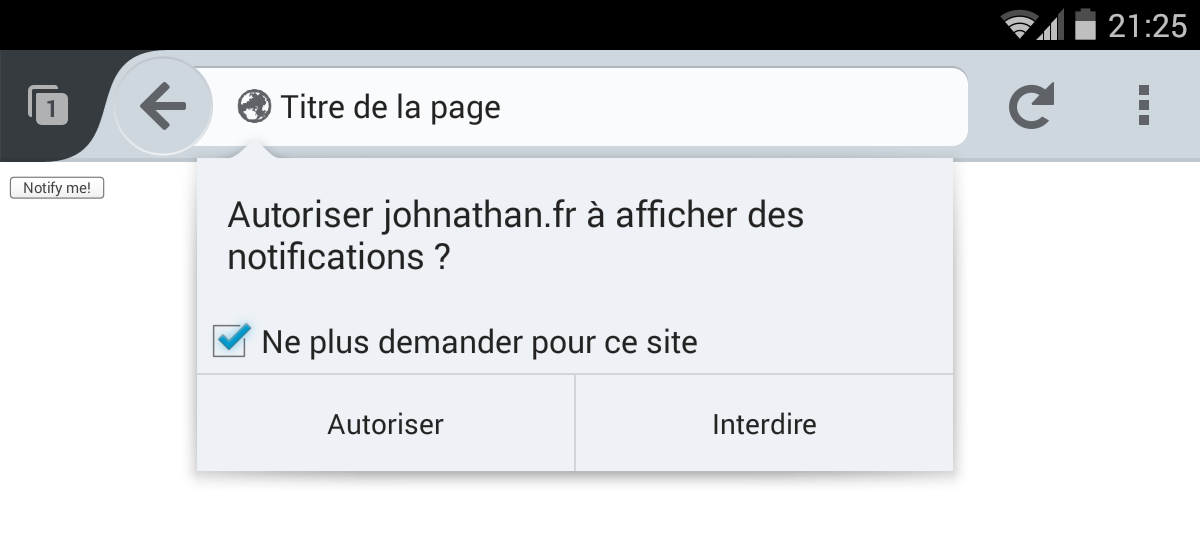 21:25
1
Titre de la page
Notify me!
Autoriser johnathan.fr à afficher des
notifications ?
Ne plus demander pour ce site
Autoriser
Interdire